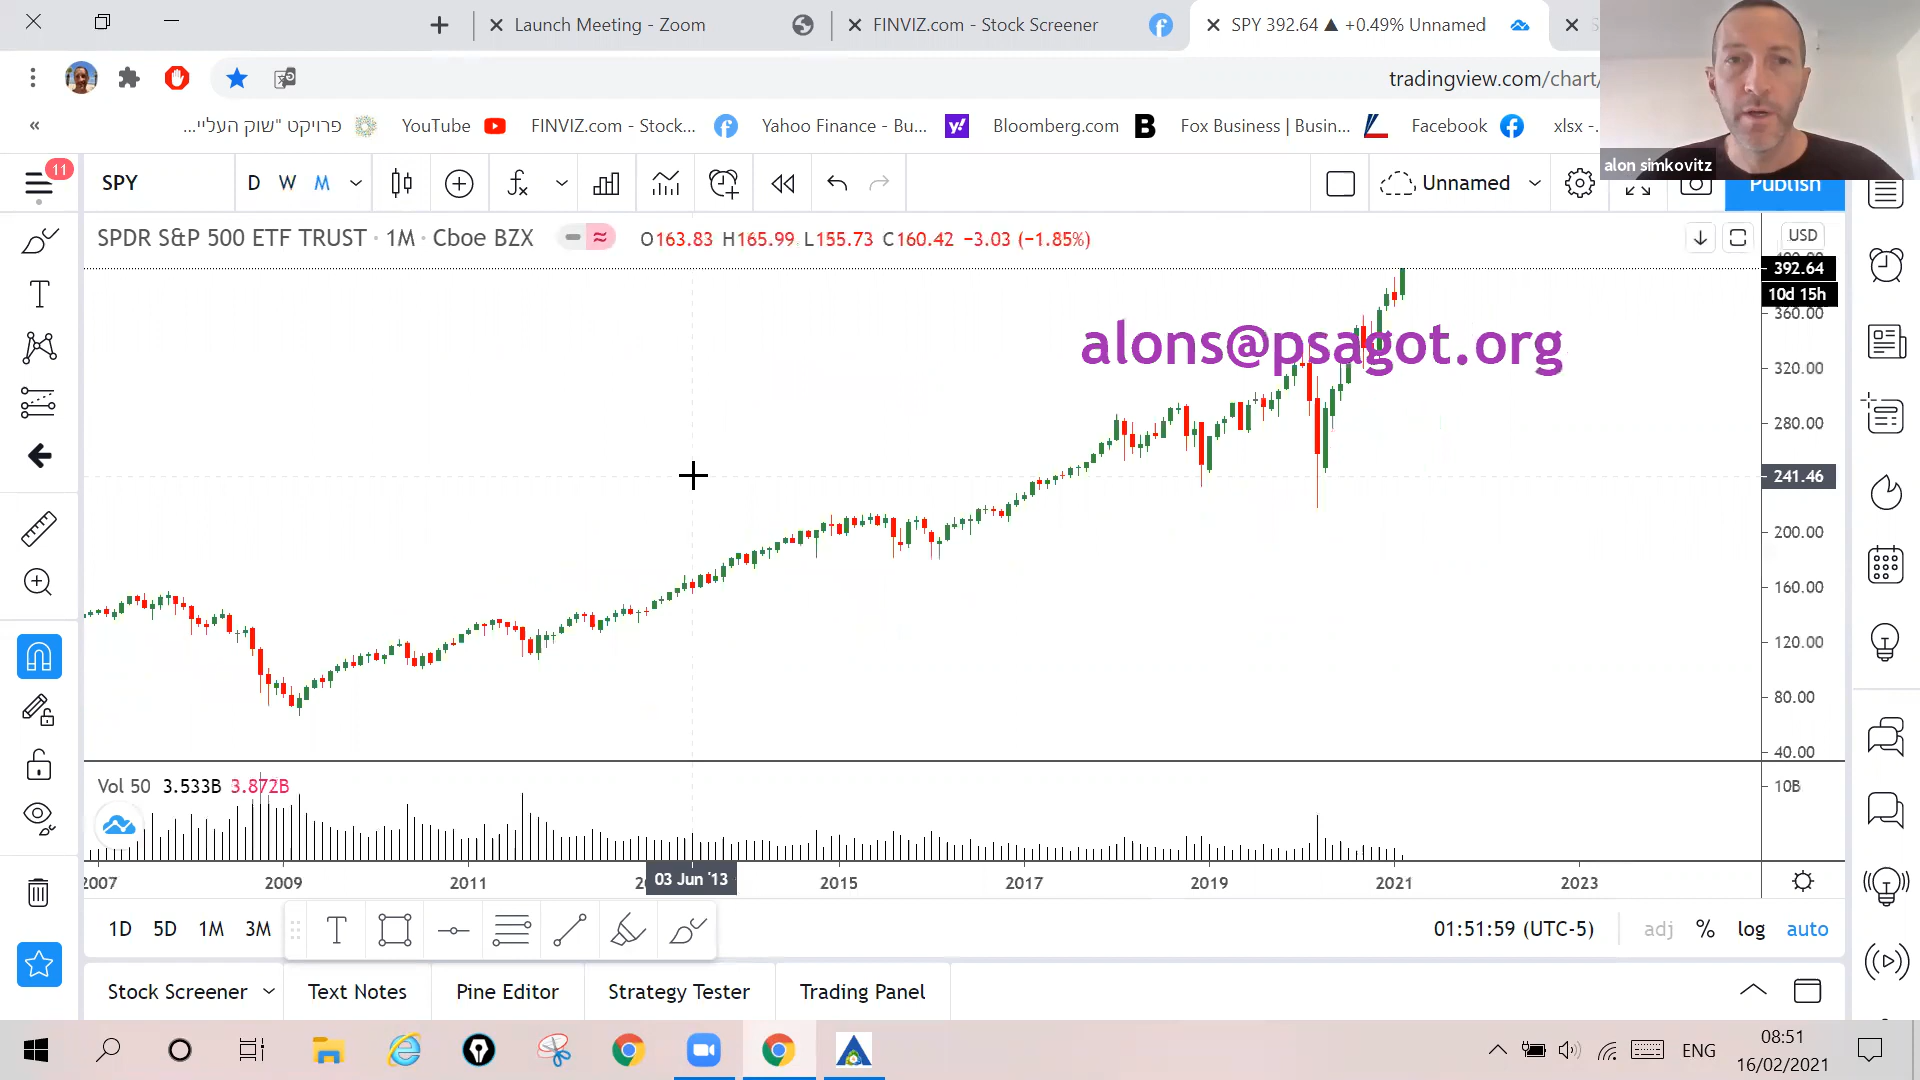 Launch Meeting - Zoom
FINVIZ.com - Stock Screener
SPY 392.64 ▲ +0.49% Unnamed
tradingview.com/chart/
פרויקט "שוק העליי...
YouTube
FINVIZ.com - Stock...
Yahoo Finance - Bu...
Bloomberg.com
Fox Business | Busin...
Facebook
xlsx -...
alon simkovitz
11
SPY
D W M
Unnamed
Publish
SPDR S&P 500 ETF TRUST · 1M · Cboe BZX
O163.83 H165.99 L155.73 C160.42 −3.03 (−1.85%)
USD
392.64
10d 15h
360.00
alons@psagot.org
320.00
280.00
241.46
200.00
160.00
120.00
80.00
40.00
Vol 50 3.533B 3.872B
10B
2007 2009 2011 03 Jun '13 2015 2017 2019 2021 2023
1D 5D 1M 3M
01:51:59 (UTC-5)
adj % log auto
Stock Screener
Text Notes
Pine Editor
Strategy Tester
Trading Panel
ENG
08:51
16/02/2021